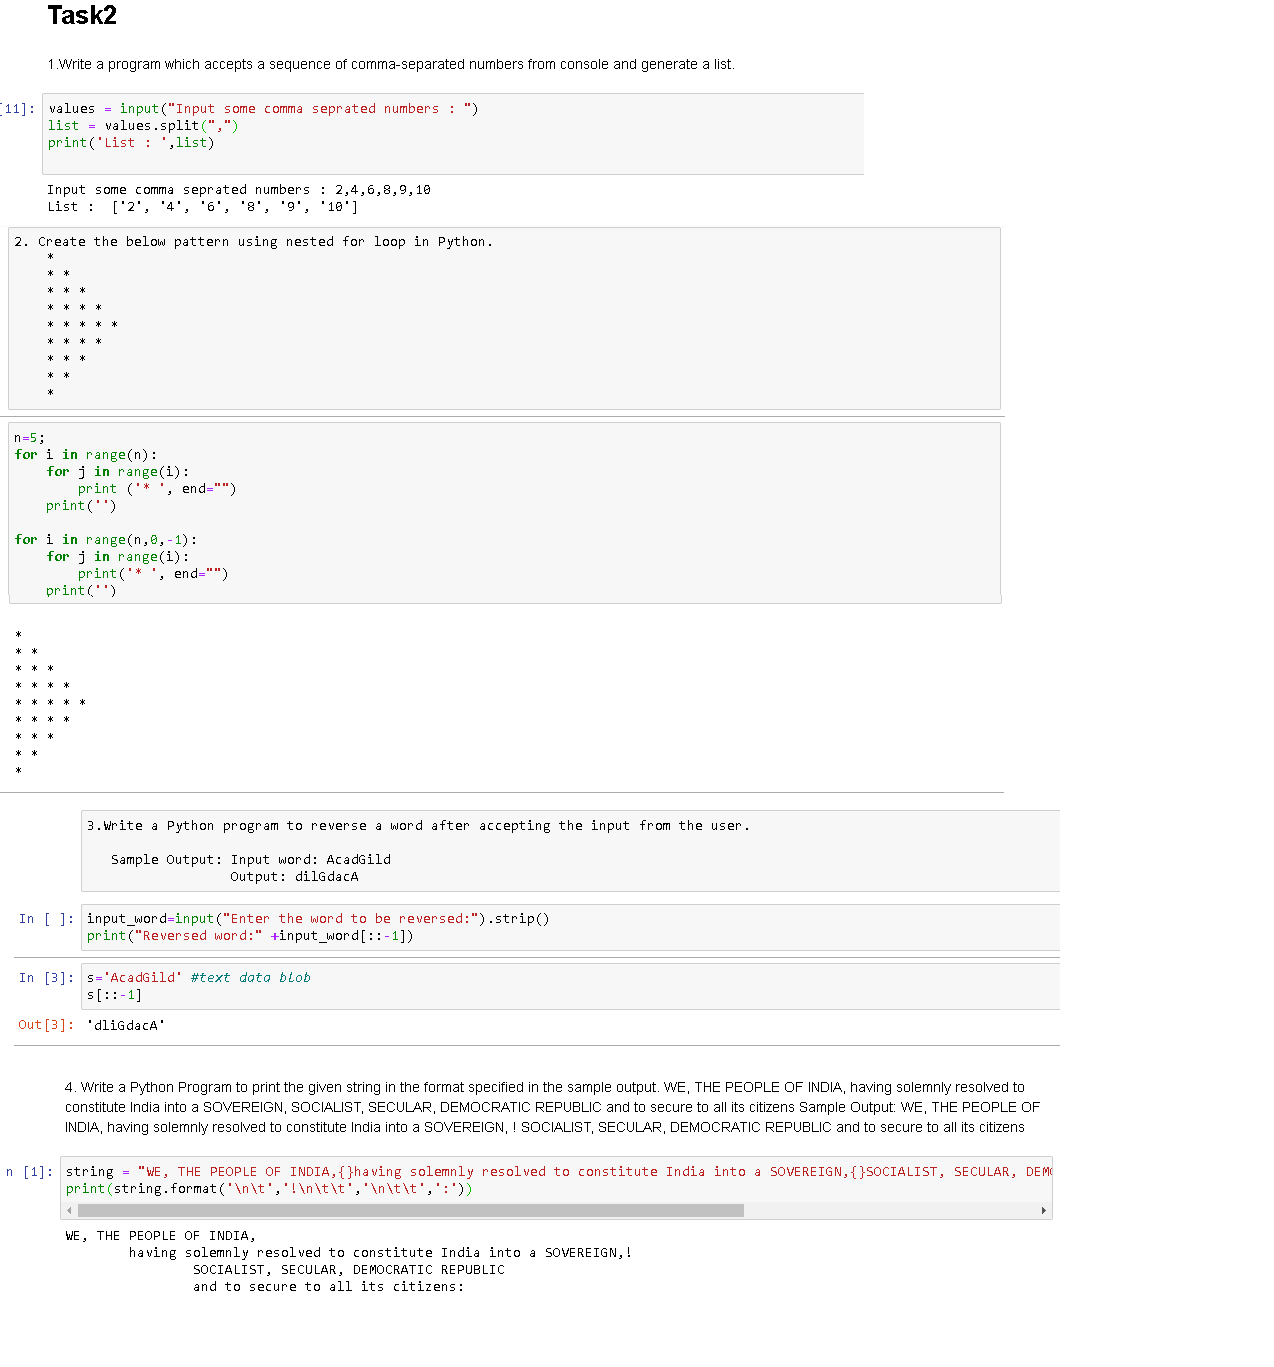 Task2
1.Write a program which accepts a sequence of comma-separated numbers from console and generate a list.
[11]: values = input("Input some comma seprated numbers : ")
list = values.split(",")
print('List : ',list)
Input some comma seprated numbers : 2,4,6,8,9,10
List :  ['2', '4', '6', '8', '9', '10']
2. Create the below pattern using nested for loop in Python.
*
* *
* * *
* * * *
* * * * *
* * * *
* * *
* *
*
n=5;
for i in range(n):
    for j in range(i):
        print ('* ', end="")
    print('')
for i in range(n,0,-1):
    for j in range(i):
        print('* ', end="")
    print('')
*
* *
* * *
* * * *
* * * * *
* * * *
* * *
* *
*
3.Write a Python program to reverse a word after accepting the input from the user.
Sample Output: Input word: AcadGild
Output: dilGdacA
In [ ]: input_word=input("Enter the word to be reversed:").strip()
print("Reversed word:" +input_word[::-1])
In [3]: s='AcadGild' #text data blob
s[::-1]
Out[3]: 'dliGdacA'
4. Write a Python Program to print the given string in the format specified in the sample output. WE, THE PEOPLE OF INDIA, having solemnly resolved to
constitute India into a SOVEREIGN, SOCIALIST, SECULAR, DEMOCRATIC REPUBLIC and to secure to all its citizens Sample Output: WE, THE PEOPLE OF
INDIA, having solemnly resolved to constitute India into a SOVEREIGN, ! SOCIALIST, SECULAR, DEMOCRATIC REPUBLIC and to secure to all its citizens
n [1]: string = "WE, THE PEOPLE OF INDIA,{}having solemnly resolved to constitute India into a SOVEREIGN,{}SOCIALIST, SECULAR, DEM
print(string.format('\n\t','!\n\t\t','\n\t\t',':'))
WE, THE PEOPLE OF INDIA,
having solemnly resolved to constitute India into a SOVEREIGN,!
SOCIALIST, SECULAR, DEMOCRATIC REPUBLIC
and to secure to all its citizens: